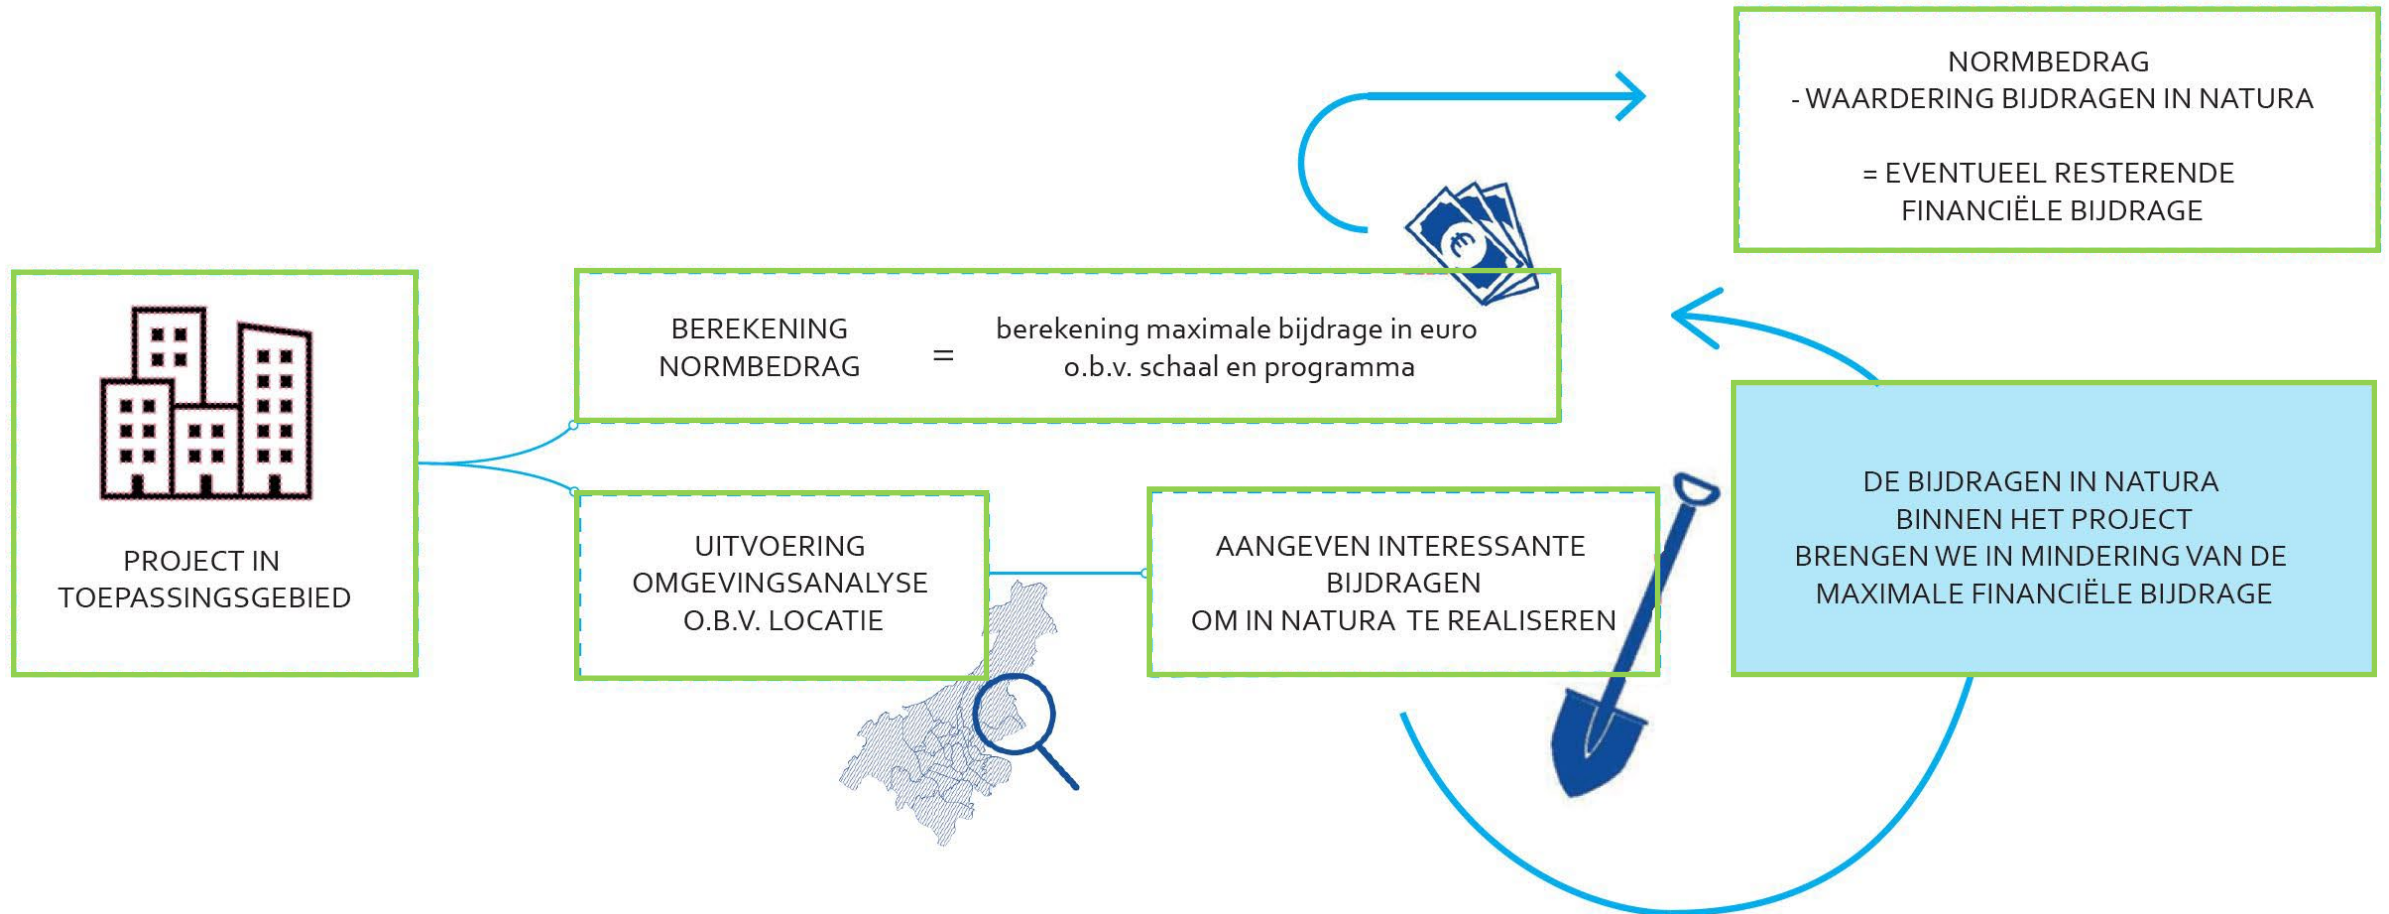 PROJECT IN
TOEPASSINGSGEBIED
BEREKENING
NORMBEDRAG
=
berekening maximale bijdrage in euro
o.b.v. schaal en programma
€
UITVOERING
OMGEVINGSANALYSE
O.B.V. LOCATIE
AANGEVEN INTERESSANTE
BIJDRAGEN
OM IN NATURA TE REALISEREN
DE BIJDRAGEN IN NATURA
BINNEN HET PROJECT
BRENGEN WE IN MINDERING VAN DE
MAXIMALE FINANCIËLE BIJDRAGE
NORMBEDRAG
- WAARDERING BIJDRAGEN IN NATURA
= EVENTUEEL RESTERENDE
FINANCIËLE BIJDRAGE